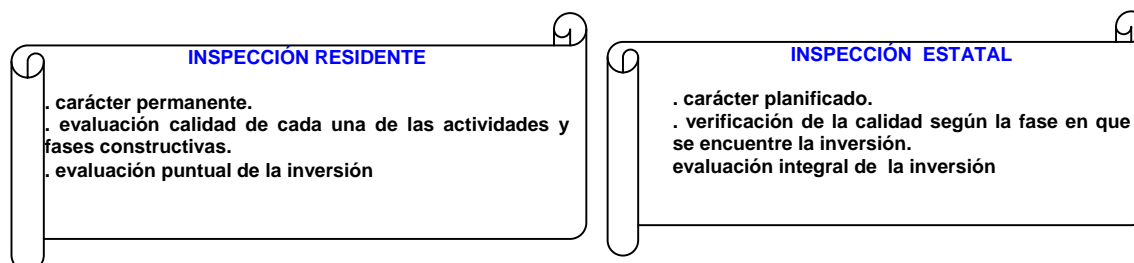 INSPECCIÓN RESIDENTE
. carácter permanente.
. evaluación calidad de cada una de las actividades y
fases constructivas.
. evaluación puntual de la inversión
INSPECCIÓN ESTATAL
. carácter planificado.
. verificación de la calidad según la fase en que
se encuentre la inversión.
evaluación integral de la inversión